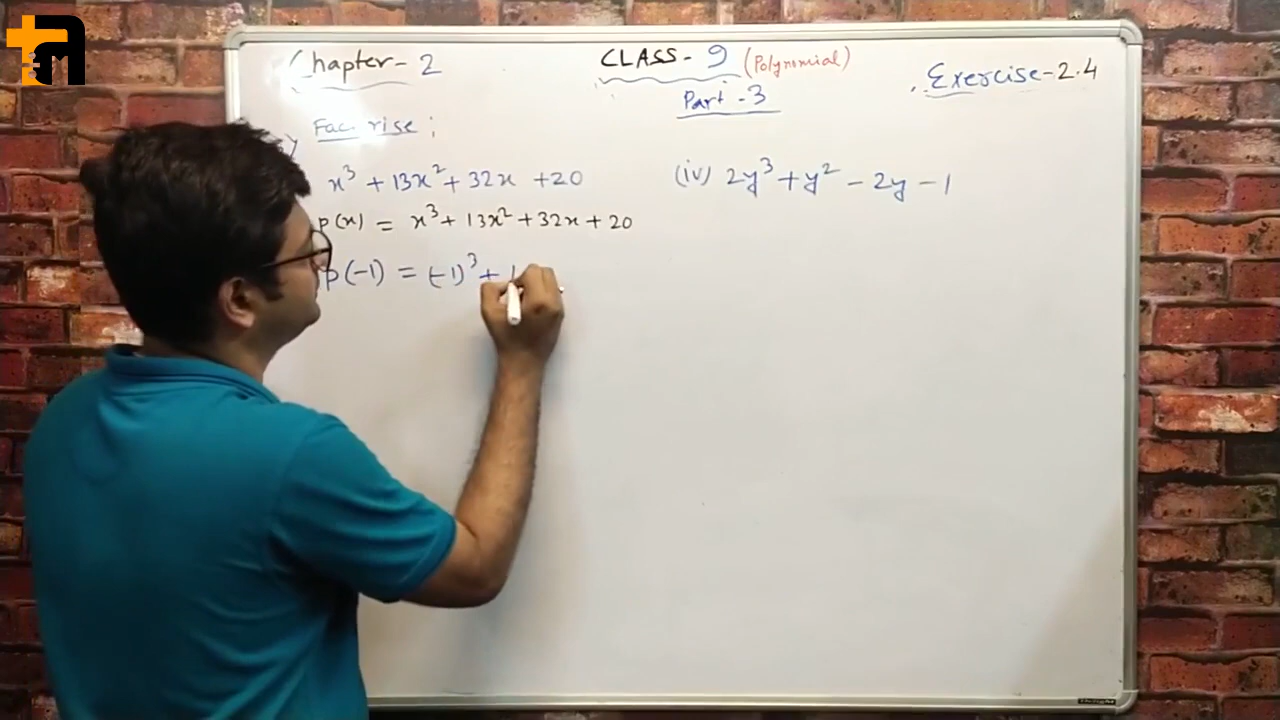 Chapter-2
CLASS-9 (Polynomial)
Exercise-2.4
Part-3
x³ + 13x² + 32x + 20
(iv) 2y³ + y² - 2y - 1
p(x) = x³ + 13x² + 32x + 20
p(-1) = (-1)³ + 1